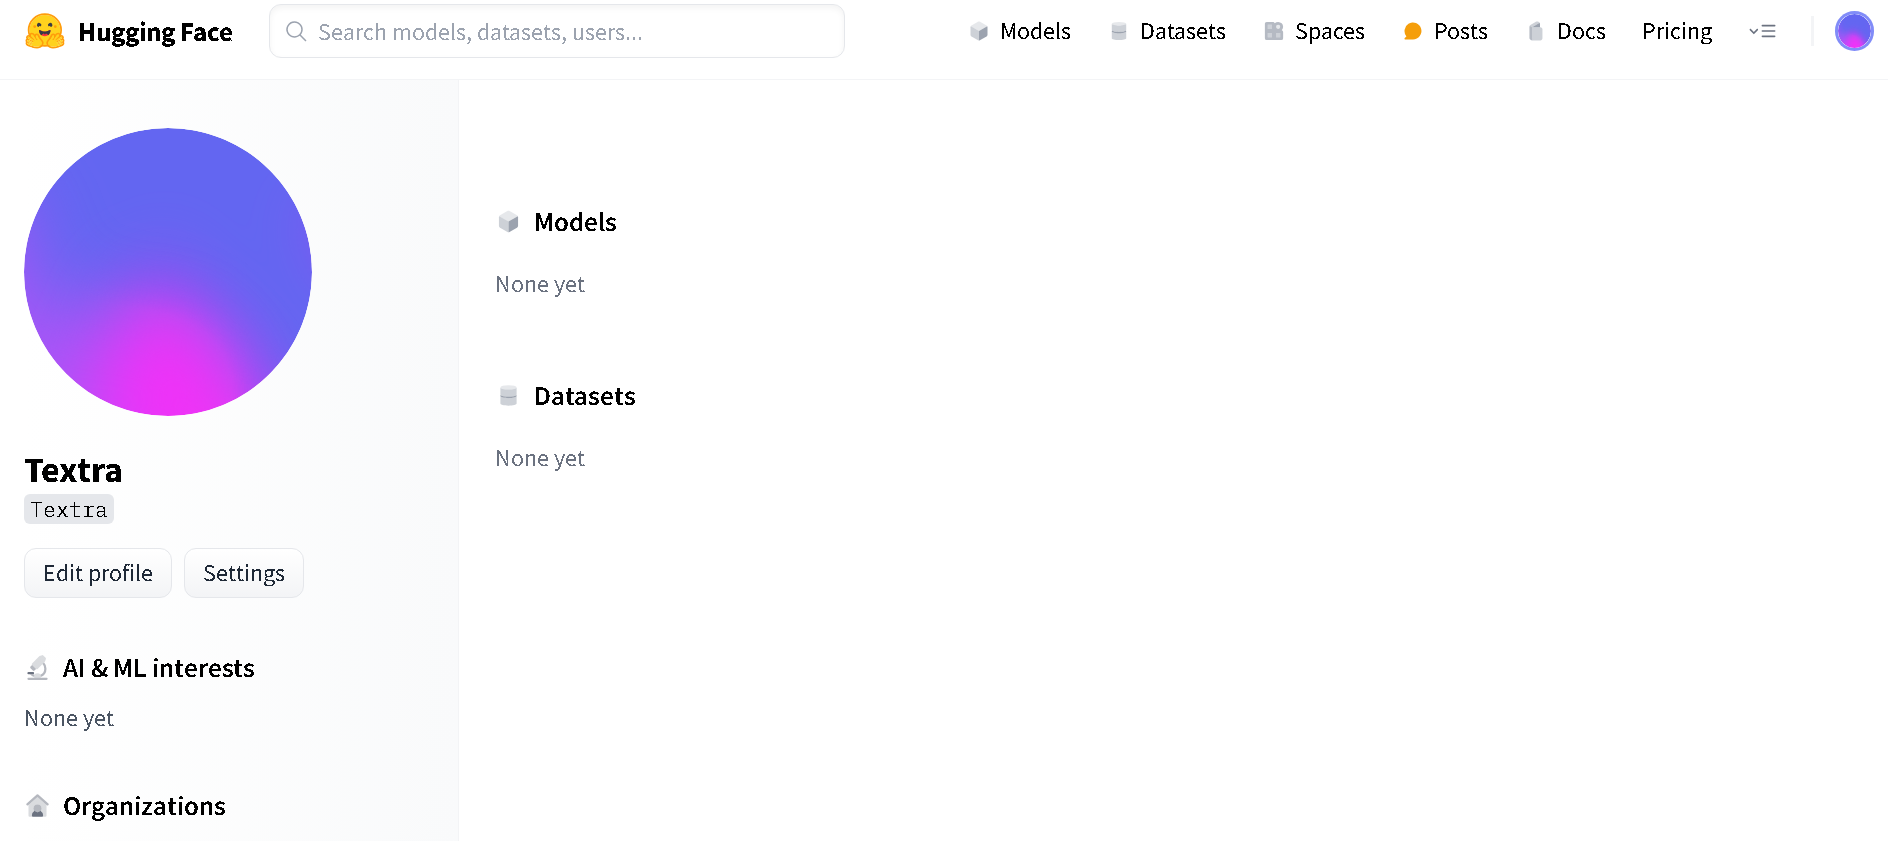 Hugging Face
Search models, datasets, users...
Models
Datasets
Spaces
Posts
Docs
Pricing
Textra
Textra
Edit profile
Settings
AI & ML interests
None yet
Organizations
Models
None yet
Datasets
None yet